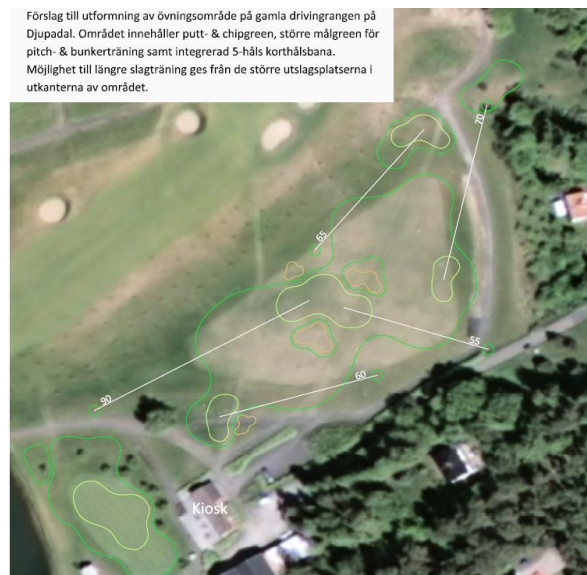 Förslag till utformning av övningsområde på gamla drivingrangen på
Djupadal. Området innehåller putt- & chipgreen, större målgreen för
pitch- & bunkerträning samt integrerad 5-håls korthålsbana.
Möjlighet till längre slagträning ges från de större utslagsplatserna i
utkanterna av området.
70
65
55
60
90
Kiosk